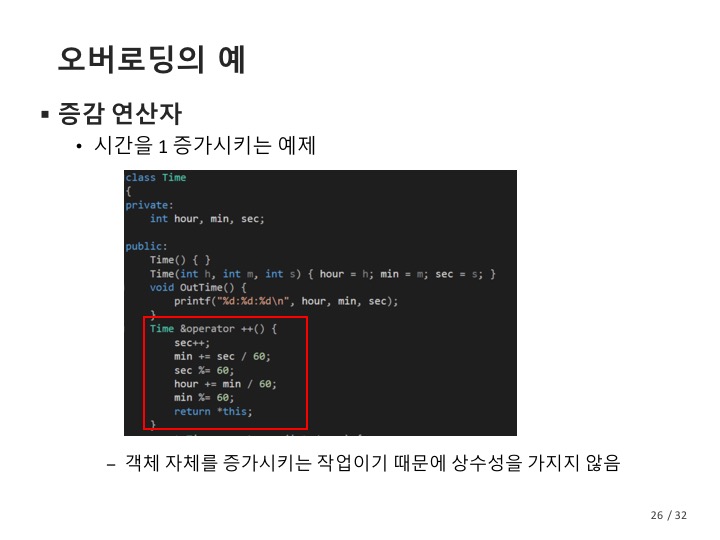 오버로딩의 예
▪ 증감 연산자
• 시간을 1 증가시키는 예제
class Time
{
private:
    int hour, min, sec;

public:
    Time() { }
    Time(int h, int m, int s) { hour = h; min = m; sec = s; }
    void OutTime() {
        printf("%d:%d:%d\n", hour, min, sec);
    }
    Time &operator ++() {
        sec++;
        min += sec / 60;
        sec %= 60;
        hour += min / 60;
        min %= 60;
        return *this;
    }
– 객체 자체를 증가시키는 작업이기 때문에 상수성을 가지지 않음
26 / 32